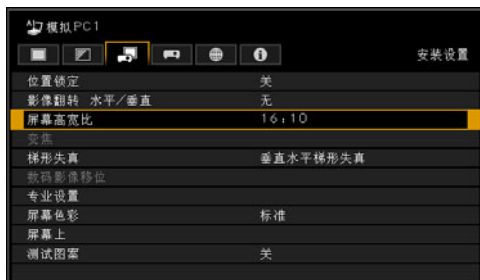 模拟PC1
安装设置
位置锁定 关
影像翻转 水平/垂直 无
屏幕高宽比 16:10
变焦
梯形失真 垂直水平梯形失真
数码影像移位
专业设置
屏幕色彩 标准
屏幕上
测试图案 关